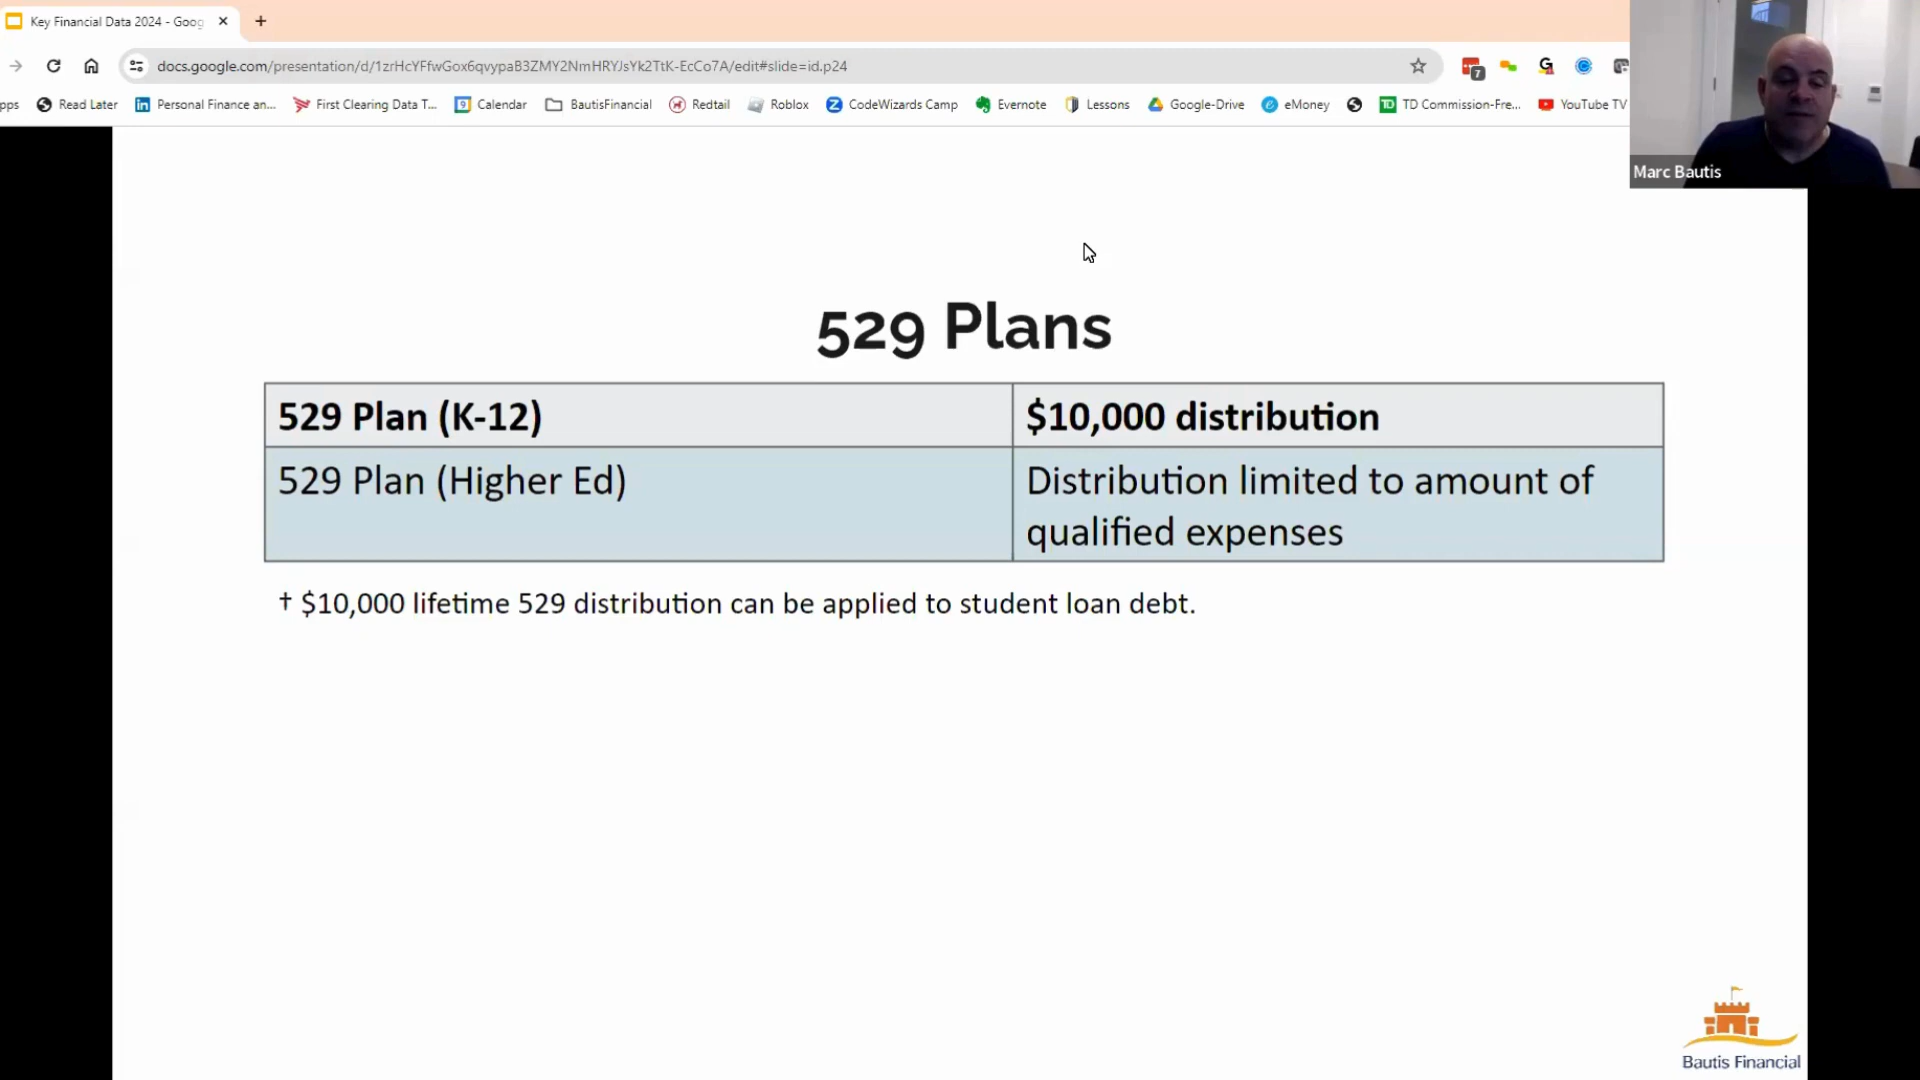 Key Financial Data 2024 - Goog
docs.google.com/presentation/d/1zrHcYFfwGox6qvypaB3ZMY2NmHRYJsYk2TtK-EcCo7A/edit#slide=id.p24
7
pps Read Later Personal Finance an... First Clearing Data T... 9 Calendar BautisFinancial Redtail Roblox CodeWizards Camp Evernote Lessons Google-Drive eMoney TD Commission-Fre... YouTube TV
Marc Bautis
529 Plans
529 Plan (K-12) $10,000 distribution
529 Plan (Higher Ed) Distribution limited to amount of
qualified expenses
† $10,000 lifetime 529 distribution can be applied to student loan debt.
Bautis Financial